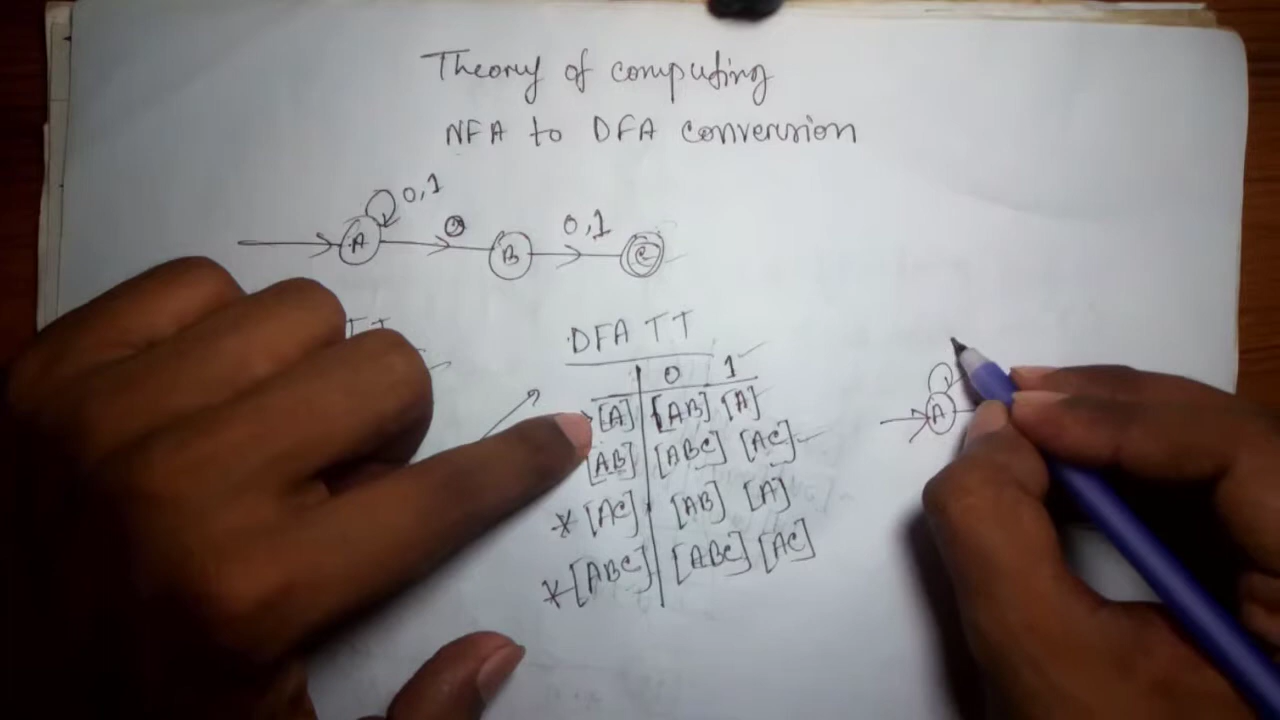 Theory of computing
NFA to DFA conversion
0,1
A 0 B 0,1 C
DFA TT
0 1
[A] [AB] [A]
[AB] [ABC] [AC]
* [AC] [AB] [A]
* [ABC] [ABC] [AC]
A